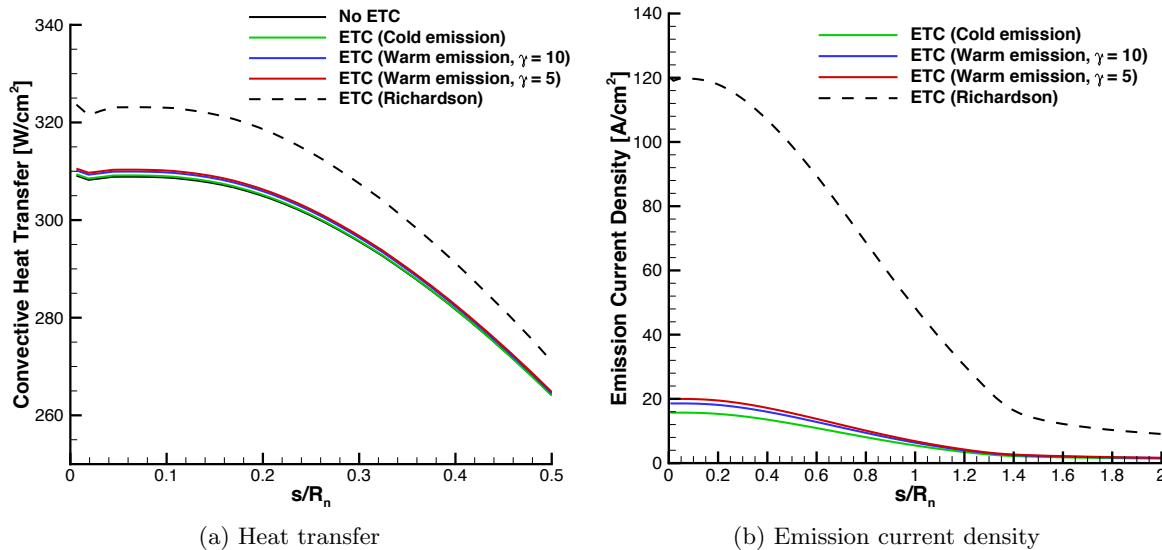 No ETC
ETC (Cold emission)
ETC (Warm emission, γ = 10)
ETC (Warm emission, γ = 5)
ETC (Richardson)
Convective Heat Transfer [W/cm²]
340
320
300
280
260
0 0.1 0.2 0.3 0.4 0.5
s/Rₙ
(a) Heat transfer
ETC (Cold emission)
ETC (Warm emission, γ = 10)
ETC (Warm emission, γ = 5)
ETC (Richardson)
Emission Current Density [A/cm²]
140
120
100
80
60
40
20
0
0 0.2 0.4 0.6 0.8 1 1.2 1.4 1.6 1.8 2
s/Rₙ
(b) Emission current density